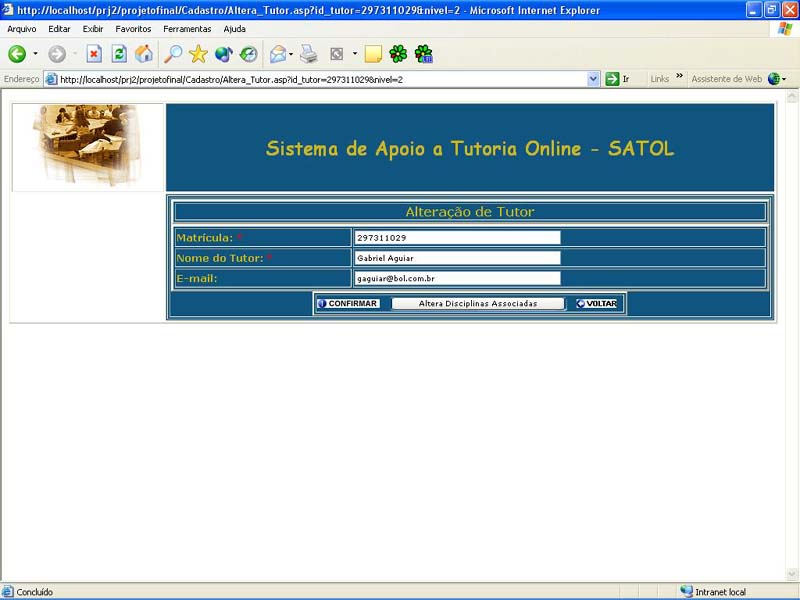 http://localhost/prj2/projetofinal/Cadastro/Altera_Tutor.asp?id_tutor=297311029&nivel=2 - Microsoft Internet Explorer
Arquivo Editar Exibir Favoritos Ferramentas Ajuda
Endereço http://localhost/prj2/projetofinal/Cadastro/Altera_Tutor.asp?id_tutor=297311029&nivel=2 Ir Links » Assistente de Web
Sistema de Apoio a Tutoria Online - SATOL
Alteração de Tutor
Matrícula: * 297311029
Nome do Tutor: * Gabriel Aguiar
E-mail: gaguiar@bol.com.br
CONFIRMAR Altera Disciplinas Associadas VOLTAR
Concluído Intranet local